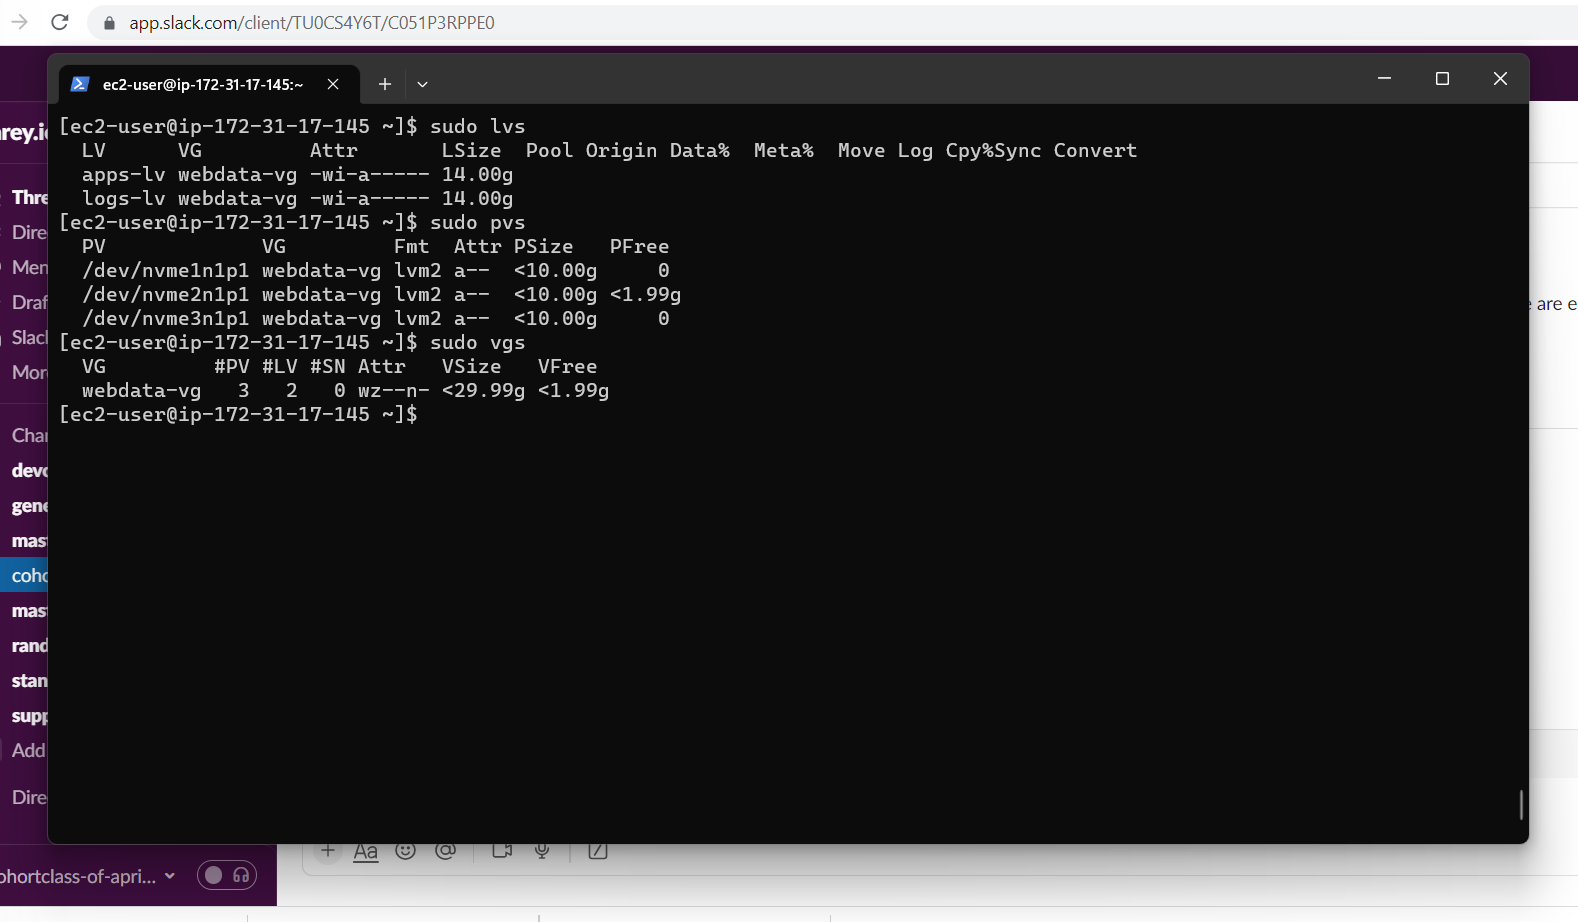 app.slack.com/client/TU0CS4Y6T/C051P3RPPE0
ec2-user@ip-172-31-17-145:~
[ec2-user@ip-172-31-17-145 ~]$ sudo lvs
LV VG Attr LSize Pool Origin Data% Meta% Move Log Cpy%Sync Convert
apps-lv webdata-vg -wi-a----- 14.00g
logs-lv webdata-vg -wi-a----- 14.00g
[ec2-user@ip-172-31-17-145 ~]$ sudo pvs
PV VG Fmt Attr PSize PFree
/dev/nvme1n1p1 webdata-vg lvm2 a-- <10.00g 0
/dev/nvme2n1p1 webdata-vg lvm2 a-- <10.00g <1.99g
/dev/nvme3n1p1 webdata-vg lvm2 a-- <10.00g 0
[ec2-user@ip-172-31-17-145 ~]$ sudo vgs
VG #PV #LV #SN Attr VSize VFree
webdata-vg 3 2 0 wz--n- <29.99g <1.99g
[ec2-user@ip-172-31-17-145 ~]$
rey.i
Thre
Dire
Men
Draf
Slac
Mor
are e
Cha
devo
gene
mas
coho
mas
rand
stan
supp
Add
Dire
Aa
ohortclass-of-apri...